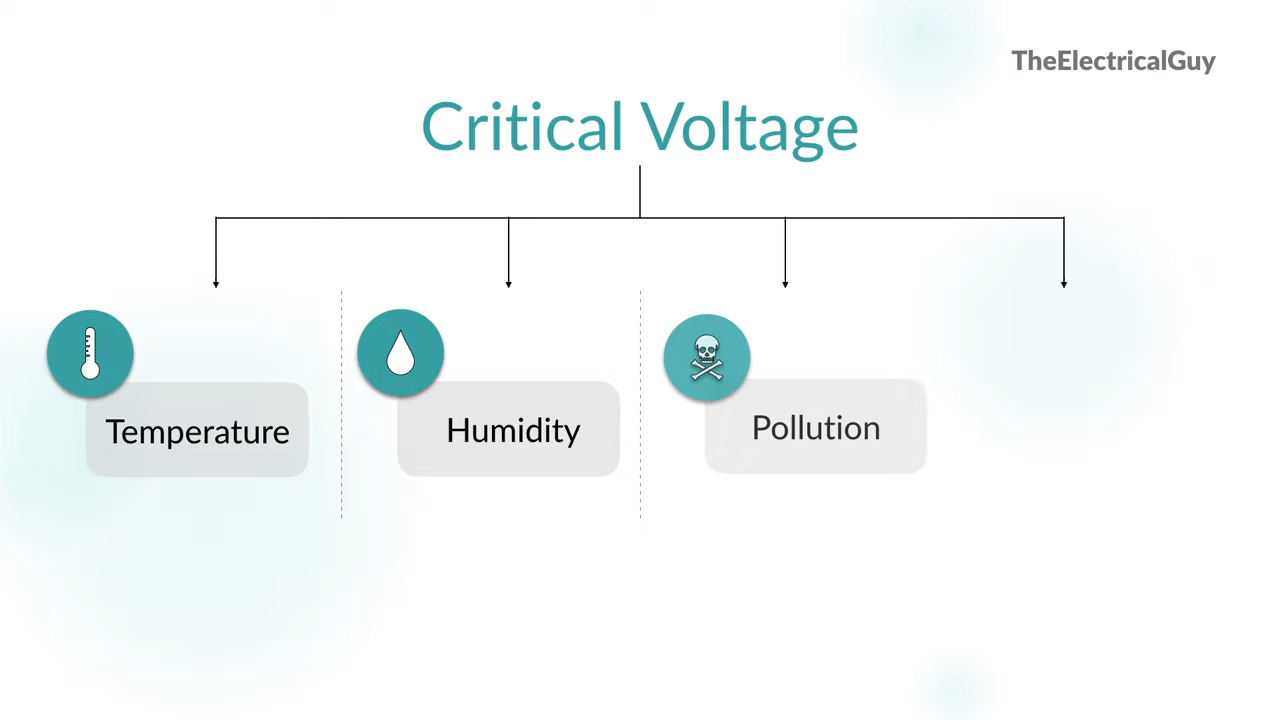 TheElectricalGuy
Critical Voltage
Temperature
Humidity
Pollution